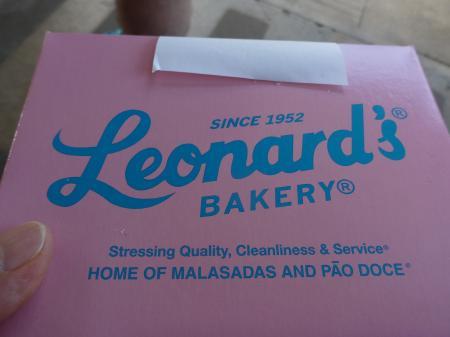 SINCE 1952
Leonard's®
BAKERY®
Stressing Quality, Cleanliness & Service®
HOME OF MALASADAS AND PÃO DOCE®